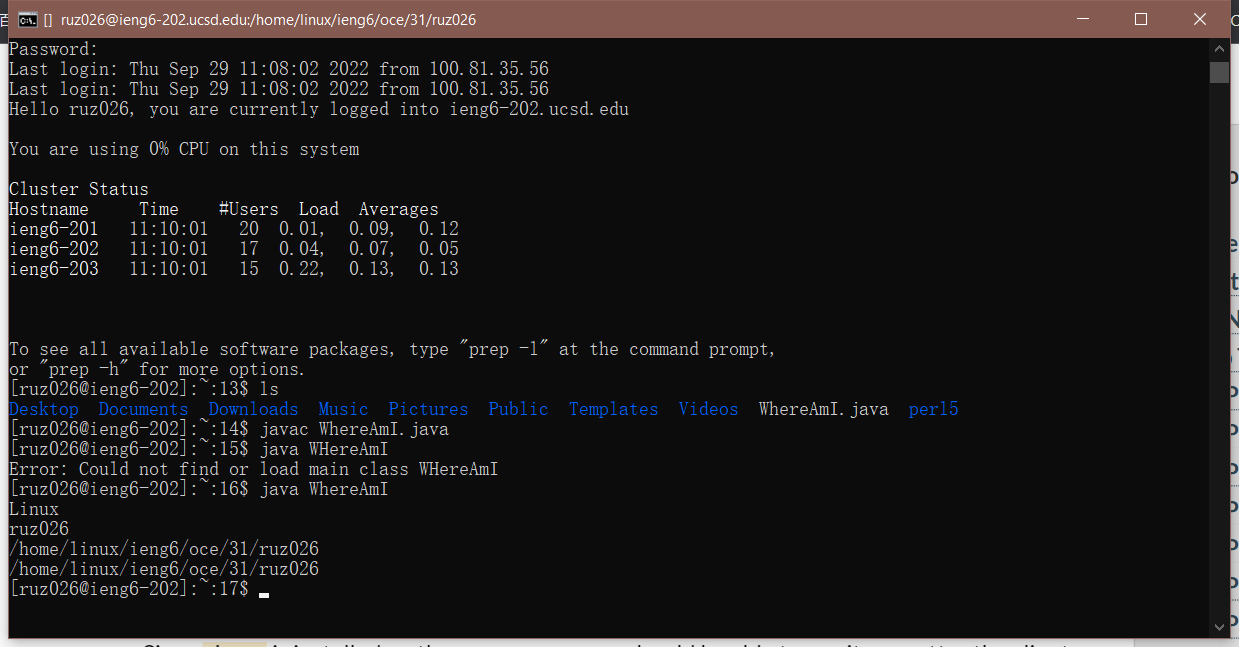 [] ruz026@ieng6-202.ucsd.edu:/home/linux/ieng6/oce/31/ruz026
Password:
Last login: Thu Sep 29 11:08:02 2022 from 100.81.35.56
Last login: Thu Sep 29 11:08:02 2022 from 100.81.35.56
Hello ruz026, you are currently logged into ieng6-202.ucsd.edu
You are using 0% CPU on this system
Cluster Status
Hostname     Time    #Users  Load  Averages
ieng6-201   11:10:01   20  0.01,  0.09,  0.12
ieng6-202   11:10:01   17  0.04,  0.07,  0.05
ieng6-203   11:10:01   15  0.22,  0.13,  0.13
To see all available software packages, type "prep -l" at the command prompt,
or "prep -h" for more options.
[ruz026@ieng6-202]:~:13$ ls
Desktop  Documents  Downloads  Music  Pictures  Public  Templates  Videos  WhereAmI.java  perl5
[ruz026@ieng6-202]:~:14$ javac WhereAmI.java
[ruz026@ieng6-202]:~:15$ java WHereAmI
Error: Could not find or load main class WHereAmI
[ruz026@ieng6-202]:~:16$ java WhereAmI
Linux
ruz026
/home/linux/ieng6/oce/31/ruz026
/home/linux/ieng6/oce/31/ruz026
[ruz026@ieng6-202]:~:17$